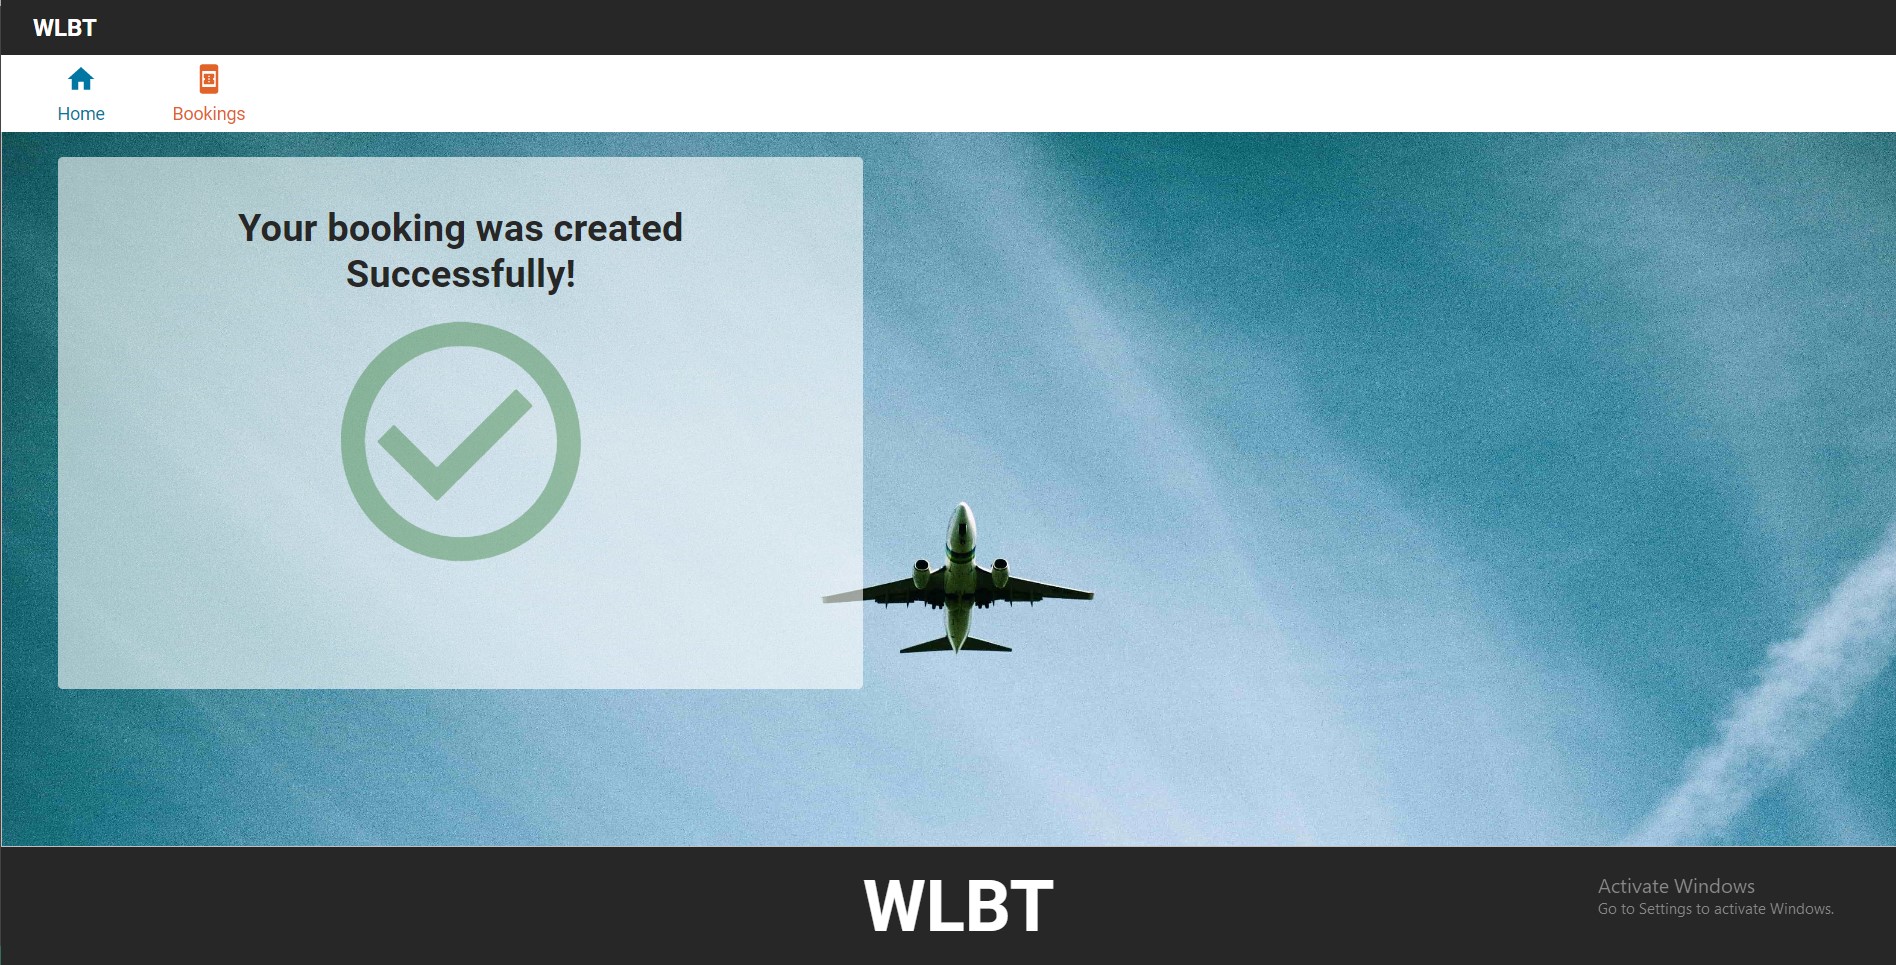 WLBT
Home
Bookings
Your booking was created
Successfully!
WLBT
Activate Windows
Go to Settings to activate Windows.